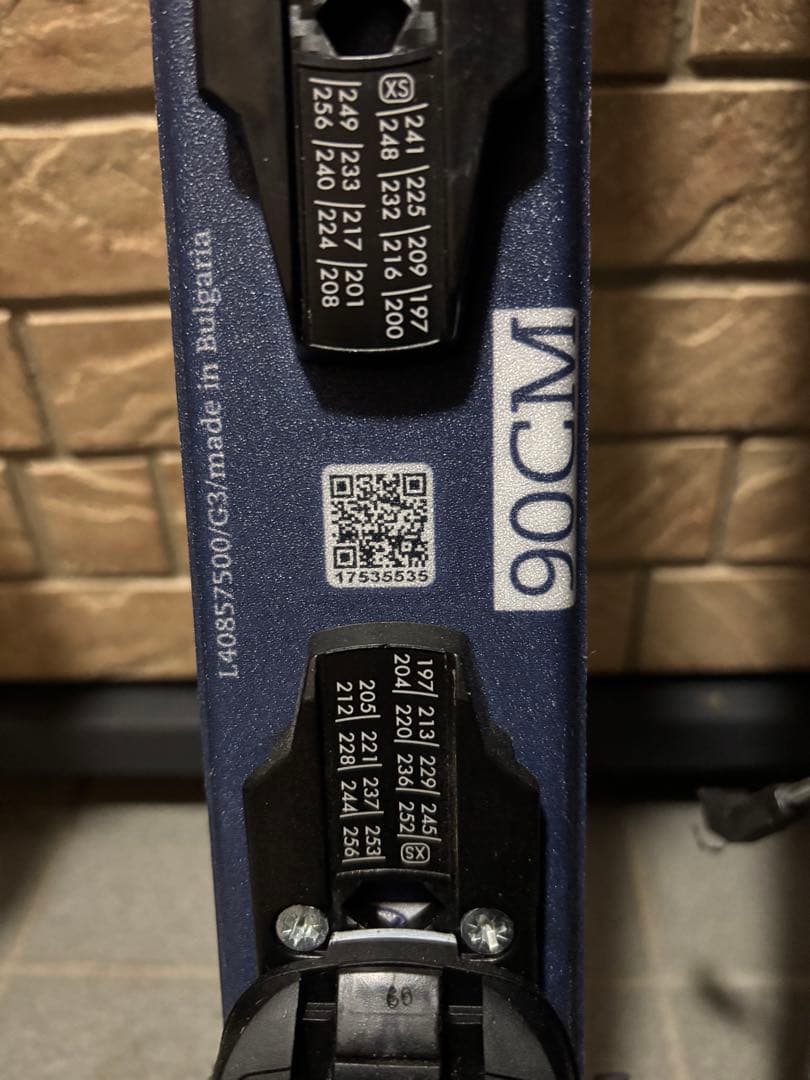 XS
241 225 209 197
248 232 216 200
249 233 217 201
256 240 224 208
L40857500/G3/made in Bulgaria
90CM
17535535
197 213 229 245
204 220 236 252 XS
205 221 237 253
212 228 244 256
60